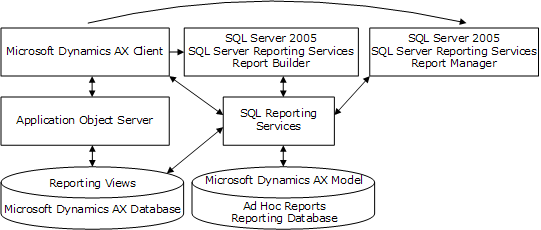 Microsoft Dynamics AX Client
SQL Server 2005
SQL Server Reporting Services
Report Builder
SQL Server 2005
SQL Server Reporting Services
Report Manager
Application Object Server
SQL Reporting
Services
Reporting Views
Microsoft Dynamics AX Database
Microsoft Dynamics AX Model
Ad Hoc Reports
Reporting Database